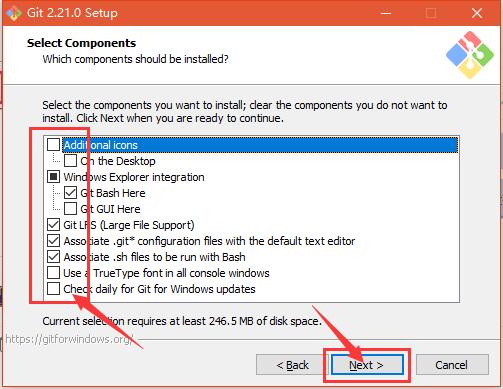 Git 2.21.0 Setup
Select Components
Which components should be installed?
Select the components you want to install; clear the components you do not want to
install. Click Next when you are ready to continue.
Additional icons
On the Desktop
Windows Explorer integration
Git Bash Here
Git GUI Here
Git LFS (Large File Support)
Associate .git* configuration files with the default text editor
Associate .sh files to be run with Bash
Use a TrueType font in all console windows
Check daily for Git for Windows updates
Current selection requires at least 246.5 MB of disk space.
https://gitforwindows.org/
< Back
Next >
Cancel